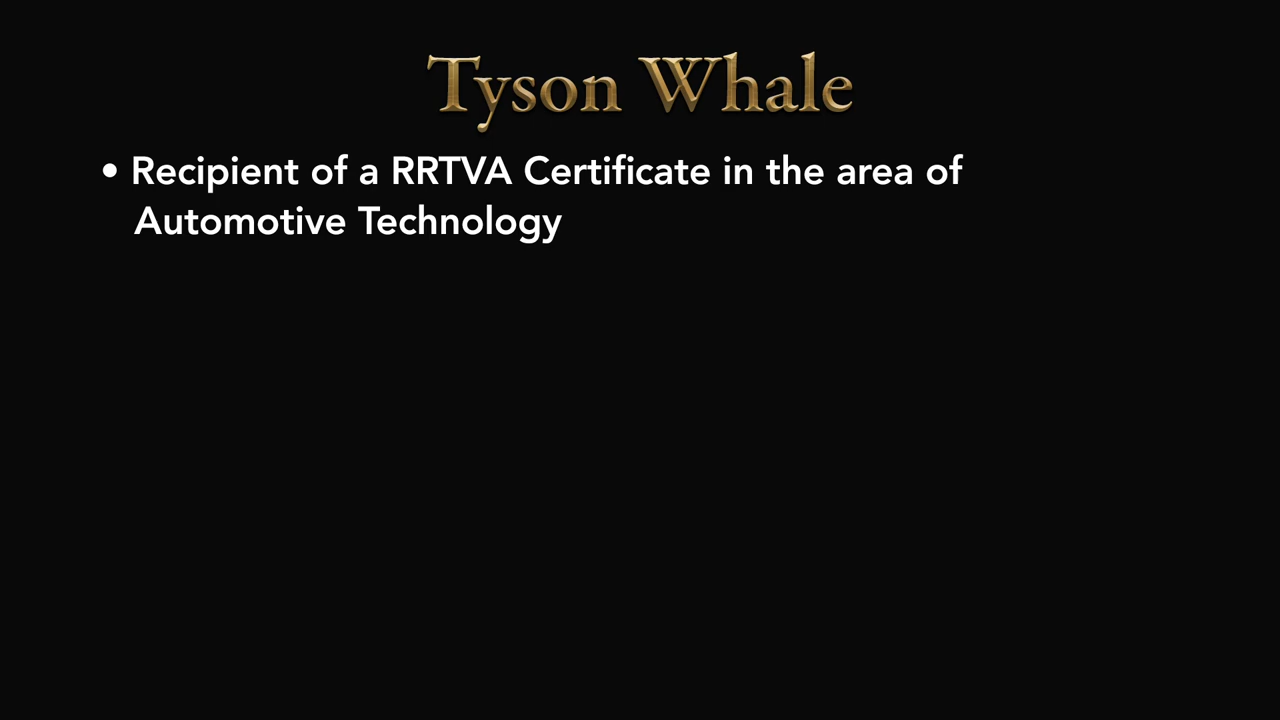 Tyson Whale
• Recipient of a RRTVA Certificate in the area of
Automotive Technology